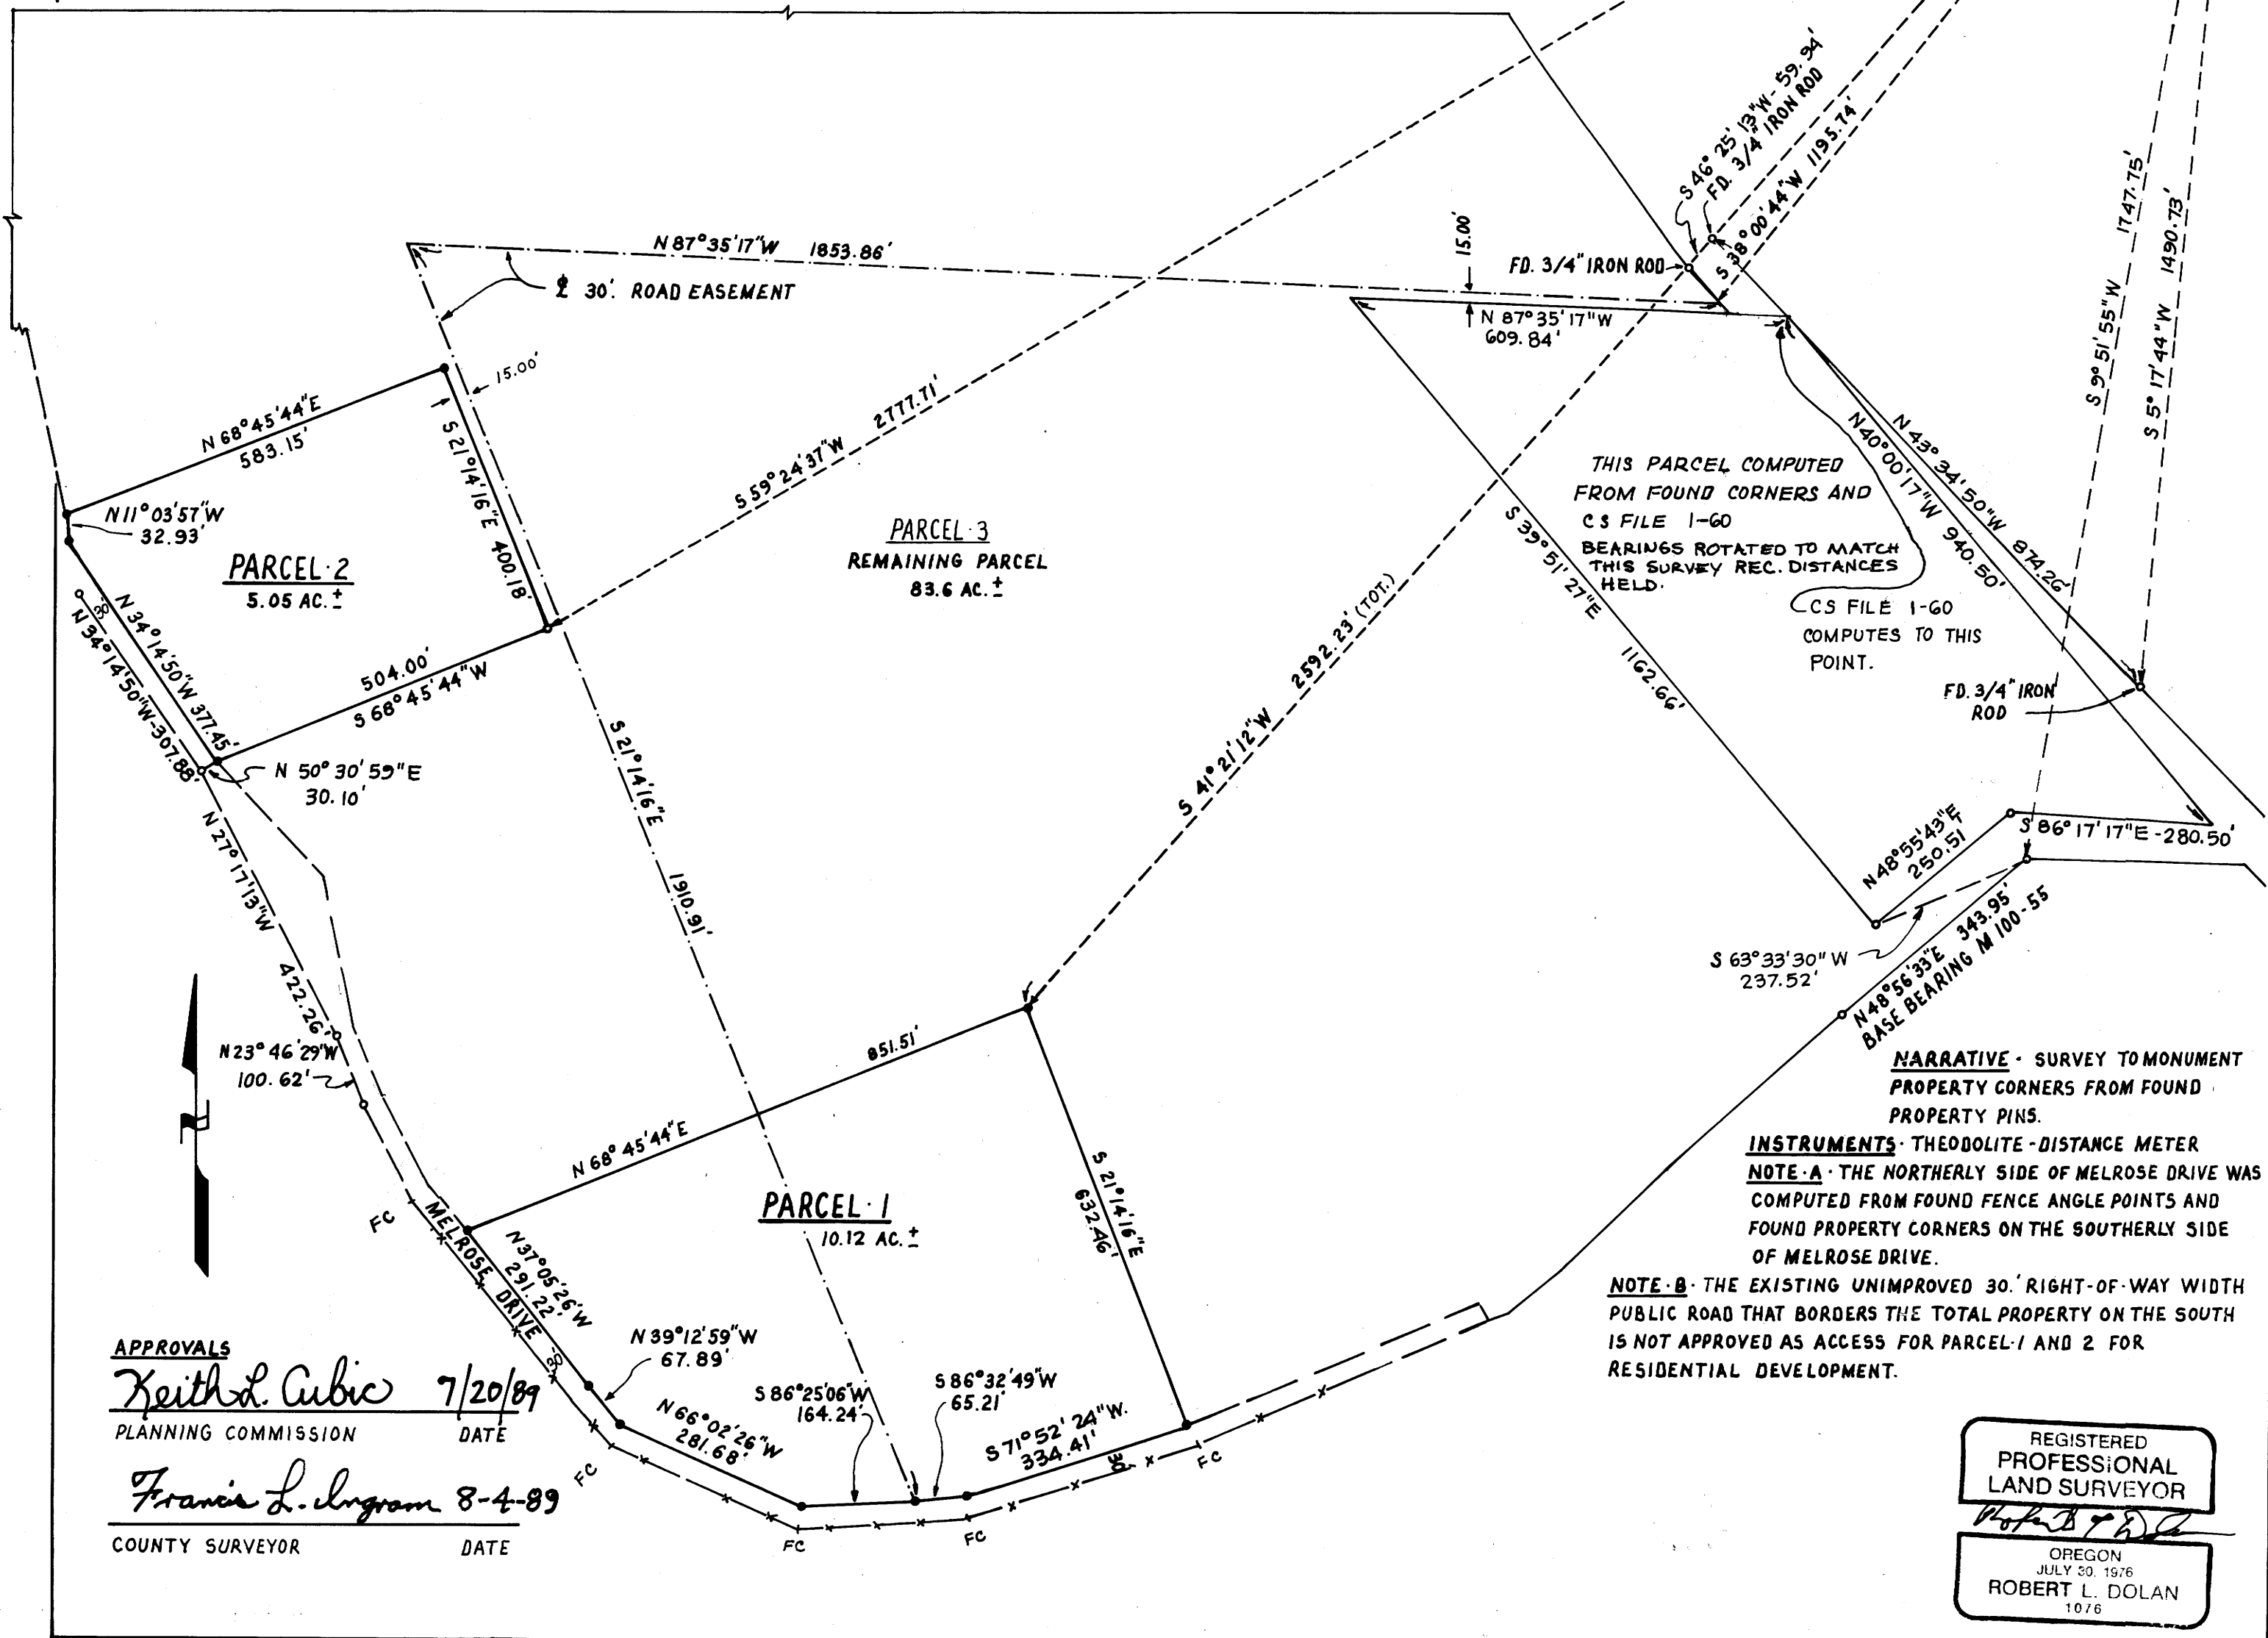 S 46° 25' 13" W - 59.94'
FD. 3/4" IRON ROD
S 38° 00' 44" W 1195.74'
S 9° 51' 55" W 1747.75'
S 5° 17' 44" W 1490.73'
N 87° 35' 17" W 1853.86'
℄ 30'. ROAD EASEMENT
15.00'
FD. 3/4" IRON ROD
N 87° 35' 17" W
609.84'
15.00'
N 68° 45' 44" E
583.15'
S 21° 14' 16" E 400.18'
S 59° 24' 37" W 2777.71'
N 11° 03' 57" W
32.93'
PARCEL·2
5.05 AC. ±
PARCEL·3
REMAINING PARCEL
83.6 AC. ±
THIS PARCEL COMPUTED
FROM FOUND CORNERS AND
CS FILE 1-60
BEARINGS ROTATED TO MATCH
THIS SURVEY REC. DISTANCES
HELD.
CS FILE 1-60
COMPUTES TO THIS
POINT.
N 40° 00' 17" W 940.50'
N 43° 34' 50" W 874.26'
S 39° 51' 27" E 1162.66'
FD. 3/4" IRON
ROD
30'
N 34° 14' 50" W 377.45'
N 34° 14' 50" W - 307.88'
504.00'
S 68° 45' 44" W
N 50° 30' 59" E
30.10'
N 27° 17' 13" W 422.26'
S 21° 14' 16" E 1910.91'
S 41° 21' 12" W 2592.23' (TOT.)
N 48° 55' 43" E
250.51
S 86° 17' 17" E - 280.50'
S 63° 33' 30" W
237.52'
N 48° 56' 33" E 343.95'
BASE BEARING M 100-55
N 23° 46' 29" W
100.62'
851.51'
N 68° 45' 44" E
S 21° 14' 16" E
632.46'
PARCEL·1
10.12 AC. ±
FC
MELROSE DRIVE
30'
N 37° 05' 26" W
291.22'
N 39° 12' 59" W
67.89'
N 66° 02' 26" W
281.68'
S 86° 25' 06" W
164.24'
S 86° 32' 49" W
65.21'
S 71° 52' 24" W.
334.41'
30'
FC
FC
FC
FC
NARRATIVE · SURVEY TO MONUMENT
PROPERTY CORNERS FROM FOUND
PROPERTY PINS.
INSTRUMENTS · THEODOLITE - DISTANCE METER
NOTE·A · THE NORTHERLY SIDE OF MELROSE DRIVE WAS
COMPUTED FROM FOUND FENCE ANGLE POINTS AND
FOUND PROPERTY CORNERS ON THE SOUTHERLY SIDE
OF MELROSE DRIVE.
NOTE·B · THE EXISTING UNIMPROVED 30.' RIGHT-OF-WAY WIDTH
PUBLIC ROAD THAT BORDERS THE TOTAL PROPERTY ON THE SOUTH
IS NOT APPROVED AS ACCESS FOR PARCEL·1 AND 2 FOR
RESIDENTIAL DEVELOPMENT.
APPROVALS
Keith L. Cubic 7/20/89
PLANNING COMMISSION DATE
Francis L. Ingram 8-4-89
COUNTY SURVEYOR DATE
REGISTERED
PROFESSIONAL
LAND SURVEYOR
Robert L Dolan
OREGON
JULY 30, 1976
ROBERT L. DOLAN
1076